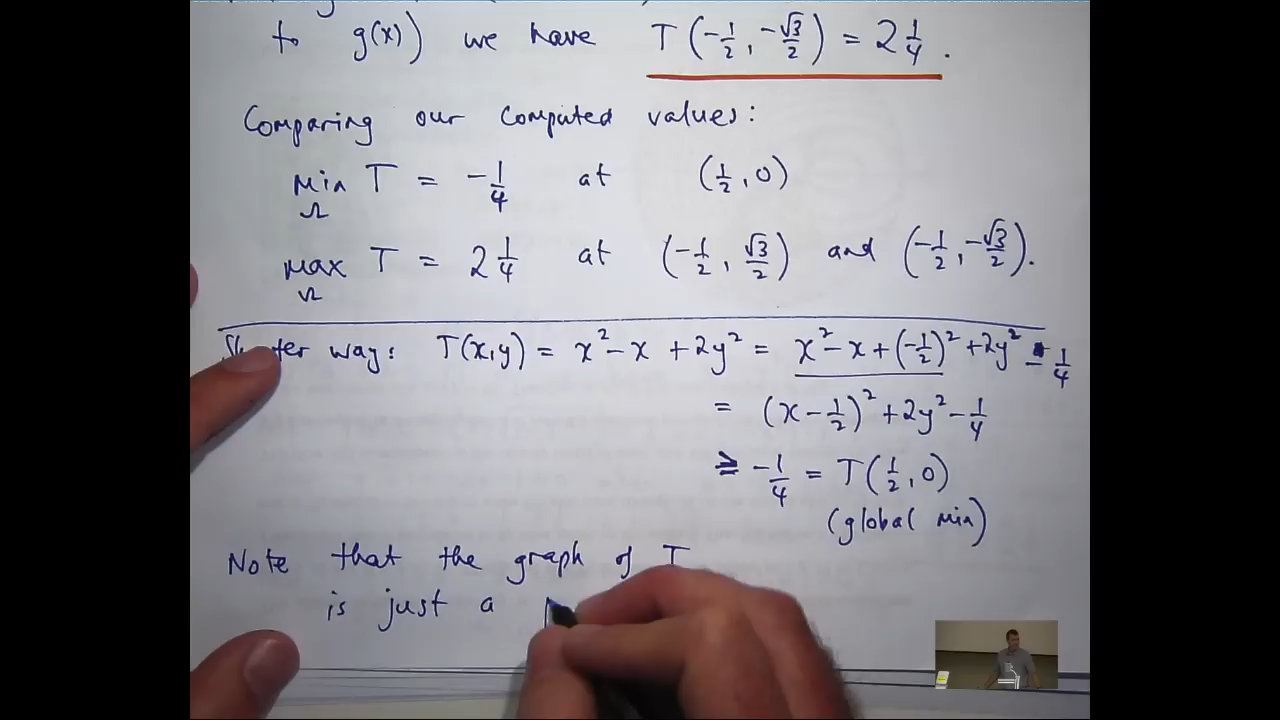 to g(x)) we have T(-1/2, -√3/2) = 2 1/4.
Comparing our computed values:
min T = -1/4 at (1/2, 0)
Ω
max T = 2 1/4 at (-1/2, √3/2) and (-1/2, -√3/2).
Ω
way: T(x,y) = x² - x + 2y² = x² - x + (-1/2)² + 2y² - 1/4
= (x - 1/2)² + 2y² - 1/4
≥ -1/4 = T(1/2, 0)
(global min)
Note that the graph of T
is just a